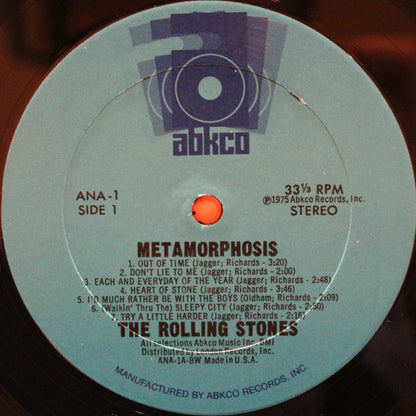 abkco
ANA-1
SIDE 1
33⅓ RPM
℗1975 Abkco Records, Inc.
STEREO
METAMORPHOSIS
1. OUT OF TIME (Jagger; Richards - 3:20)
2. DON'T LIE TO ME (Jagger; Richards - 2:00)
3. EACH AND EVERYDAY OF THE YEAR (Jagger; Richards - 2:48)
4. HEART OF STONE (Jagger; Richards - 3:46)
5. I'D MUCH RATHER BE WITH THE BOYS (Oldham; Richards - 2:09)
6. (Walkin' Thru The) SLEEPY CITY (Jagger; Richards - 2:50)
7. TRY A LITTLE HARDER (Jagger; Richards - 2:16)
THE ROLLING STONES
All selections Abkco Music Inc. BMI
Distributed by London Records, Inc.
ANA-1A-BW Made in U.S.A.
MANUFACTURED BY ABKCO RECORDS, INC.